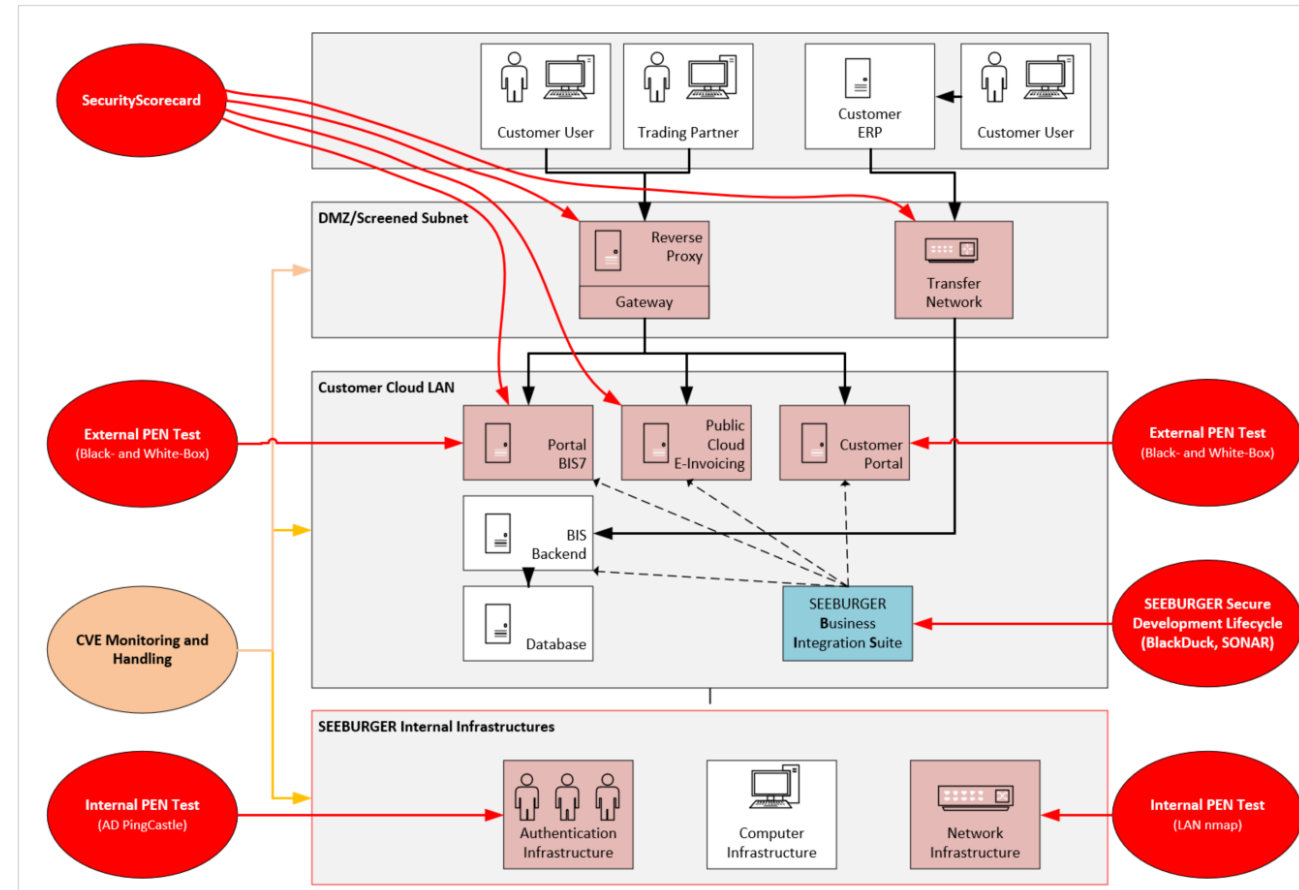 SecurityScorecard
Customer User
Trading Partner
Customer
ERP
Customer User
DMZ/Screened Subnet
Reverse
Proxy
Gateway
Transfer
Network
Customer Cloud LAN
External PEN Test
(Black- and White-Box)
Portal
BIS7
Public
Cloud
E-Invoicing
Customer
Portal
External PEN Test
(Black- and White-Box)
BIS
Backend
Database
SEEBURGER
Business
Integration Suite
SEEBURGER Secure
Development Lifecycle
(BlackDuck, SONAR)
CVE Monitoring and
Handling
SEEBURGER Internal Infrastructures
Internal PEN Test
(AD PingCastle)
Authentication
Infrastructure
Computer
Infrastructure
Network
Infrastructure
Internal PEN Test
(LAN nmap)